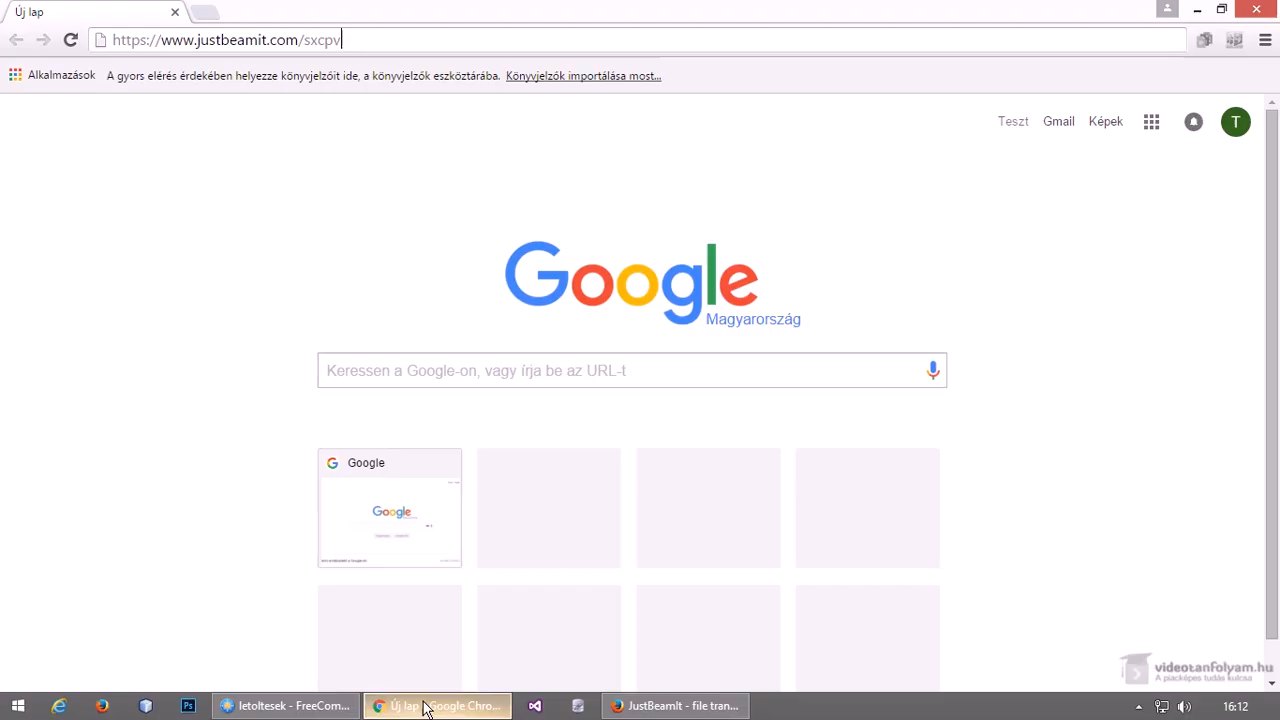 Új lap
https://www.justbeamit.com/sxcpv
Alkalmazások A gyors elérés érdekében helyezze könyvjelzőit ide, a könyvjelzők eszköztárába. Könyvjelzők importálása most...
Teszt Gmail Képek T
Google
Magyarország
Keressen a Google-on, vagy írja be az URL-t
Google
Google
videotanfolyam.hu
A piacképes tudás kulcsa
Ps letoltesek - FreeCom... Új lap - Google Chro... JustBeamIt - file tran... 16:12